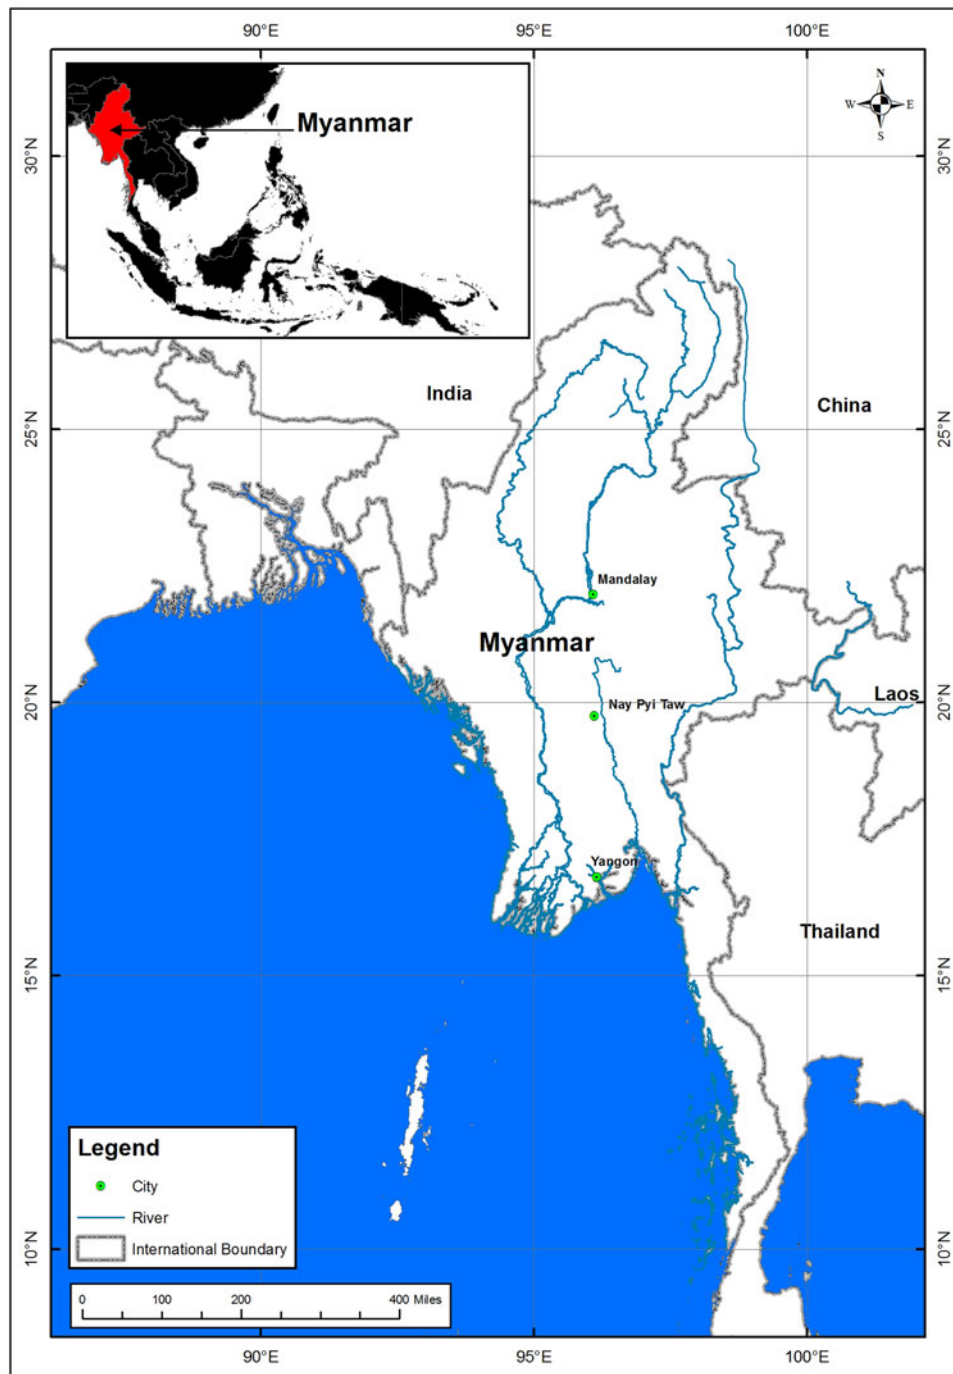 90°E 95°E 100°E
Myanmar
N
W E
S
30°N 30°N
India
China
25°N 25°N
Mandalay
Myanmar
Laos
20°N 20°N
Nay Pyi Taw
Yangon
Thailand
15°N 15°N
Legend
City
River
International Boundary
10°N 10°N
0 100 200 400 Miles
90°E 95°E 100°E